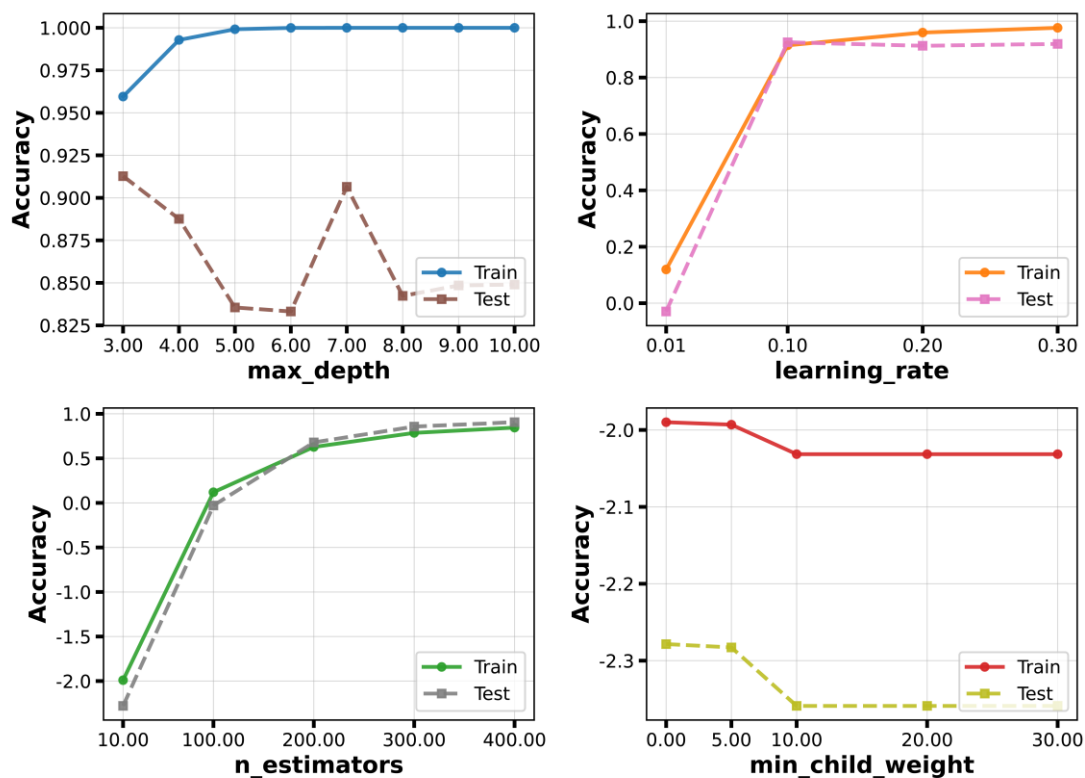 1.000
0.975
0.950
0.925
0.900
0.875
0.850
0.825
Accuracy
Train
Test
3.00 4.00 5.00 6.00 7.00 8.00 9.00 10.00
max_depth
1.0
0.8
0.6
0.4
0.2
0.0
Accuracy
Train
Test
0.01 0.10 0.20 0.30
learning_rate
1.0
0.5
0.0
-0.5
-1.0
-1.5
-2.0
Accuracy
Train
Test
10.00 100.00 200.00 300.00 400.00
n_estimators
-2.0
-2.1
-2.2
-2.3
Accuracy
Train
Test
0.00 5.00 10.00 20.00 30.00
min_child_weight